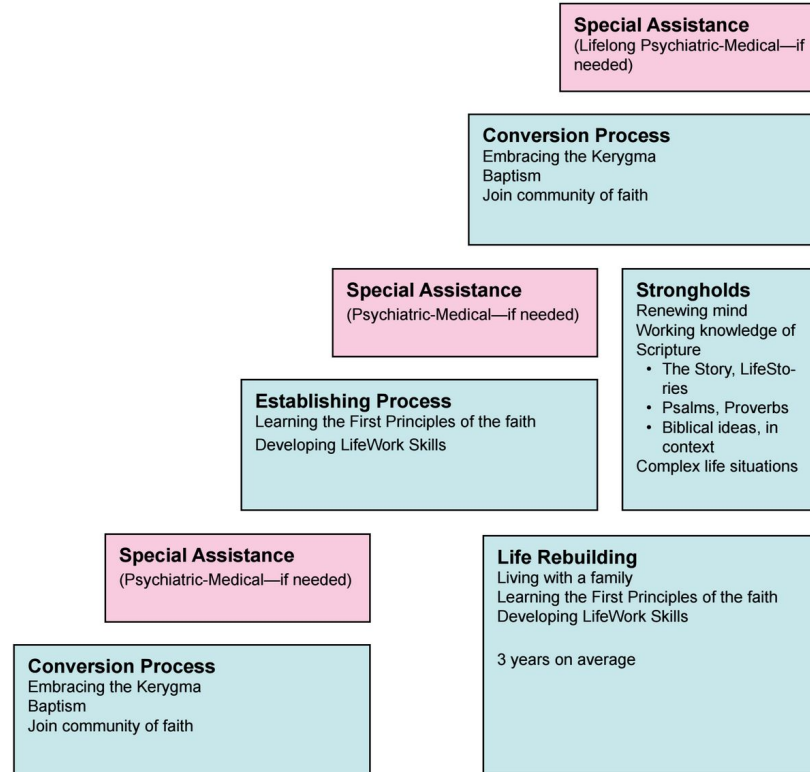 Special Assistance
(Lifelong Psychiatric-Medical—if
needed)
Conversion Process
Embracing the Kerygma
Baptism
Join community of faith
Special Assistance
(Psychiatric-Medical—if needed)
Strongholds
Renewing mind
Working knowledge of
Scripture
• The Story, LifeSto-
ries
• Psalms, Proverbs
• Biblical ideas, in
context
Complex life situations
Establishing Process
Learning the First Principles of the faith
Developing LifeWork Skills
Special Assistance
(Psychiatric-Medical—if needed)
Life Rebuilding
Living with a family
Learning the First Principles of the faith
Developing LifeWork Skills
3 years on average
Conversion Process
Embracing the Kerygma
Baptism
Join community of faith